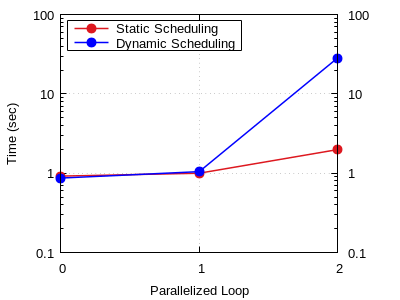 100
100
Static Scheduling
Dynamic Scheduling
10
10
Time (sec)
1
1
0.1
0.1
0
1
2
Parallelized Loop